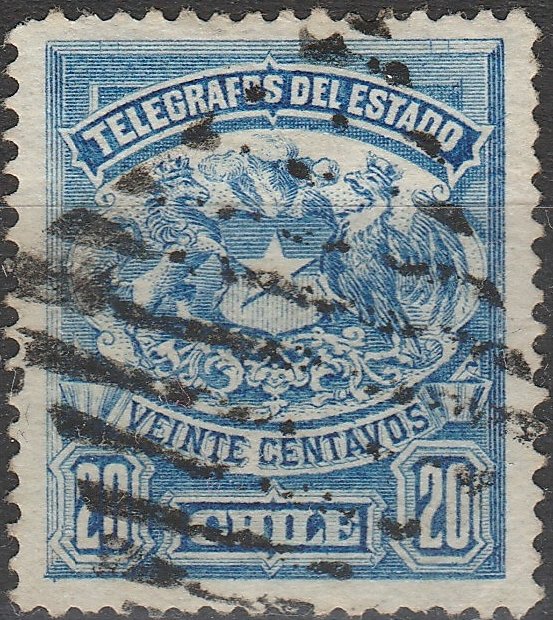 TELEGRAFOS DEL ESTADO
VEINTE CENTAVOS
20 CHILE 20